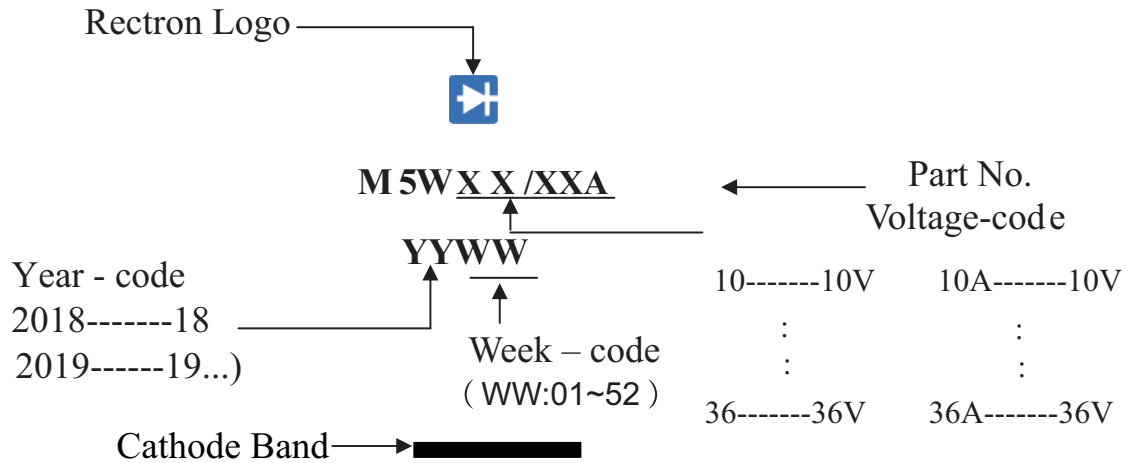 Rectron Logo
M 5W X X /XXA
Part No.
Voltage-code
YYWW
Year - code
2018-------18
2019------19...)
Week – code
（ WW:01~52 ）
10-------10V 10A-------10V
: :
: :
36-------36V 36A-------36V
Cathode Band